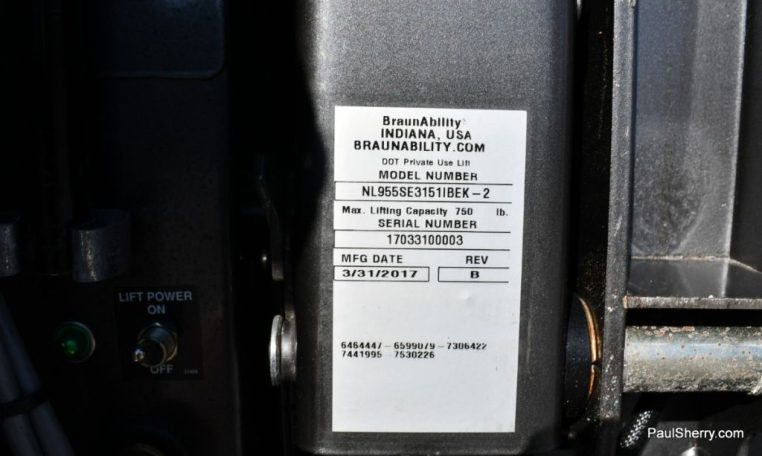 BraunAbility
INDIANA, USA
BRAUNABILITY.COM
DOT Private Use Lift
MODEL NUMBER
NL955SE3151IBEK-2
Max. Lifting Capacity 750 lb.
SERIAL NUMBER
17033100003
MFG DATE REV
3/31/2017 B
6464447-6599079-7306422
7441995-7530226
LIFT POWER
ON
OFF
PaulSherry.com